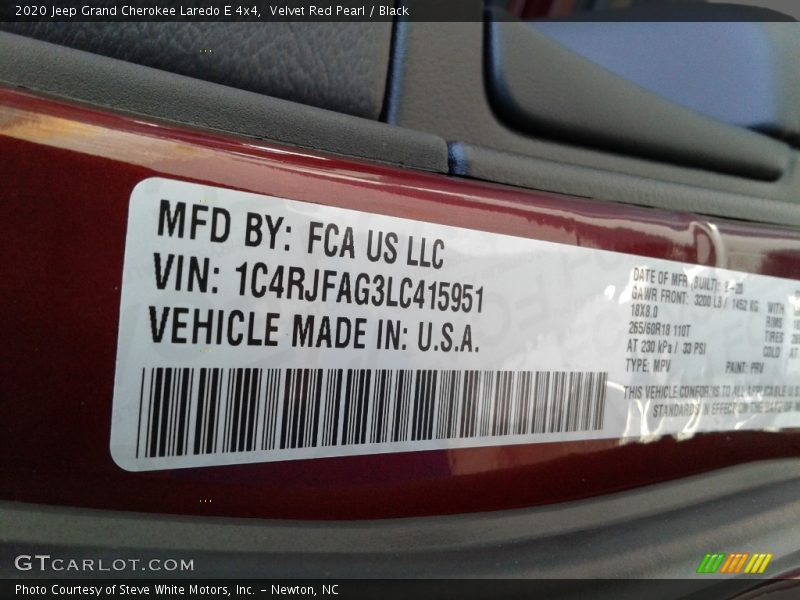 2020 Jeep Grand Cherokee Laredo E 4x4, Velvet Red Pearl / Black
MFD BY: FCA US LLC
VIN: 1C4RJFAG3LC415951
VEHICLE MADE IN: U.S.A.
DATE OF MFR
GAWR FRONT: 3200 LB / 1452 KG WITH
18X8.0 RIMS
265/60R18 110T TIRES
AT 230 kPa / 33 PSI COLD
TYPE: MPV PAINT: PRV
THIS VEHICLE CONFORMS TO ALL APPLICABLE U.S.
STANDARDS IN EFFECT ON THE DATE OF
GTCARLOT.COM
Photo Courtesy of Steve White Motors, Inc. – Newton, NC